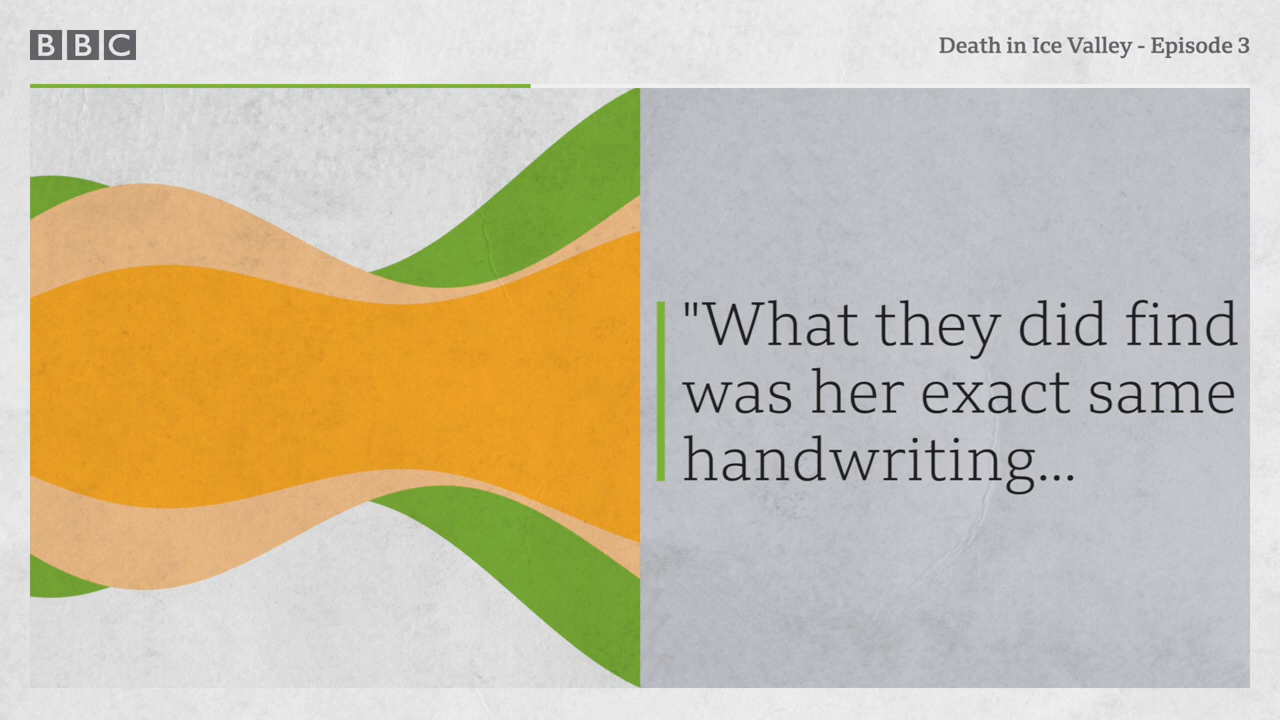 BBC
Death in Ice Valley - Episode 3
"What they did find
was her exact same
handwriting...